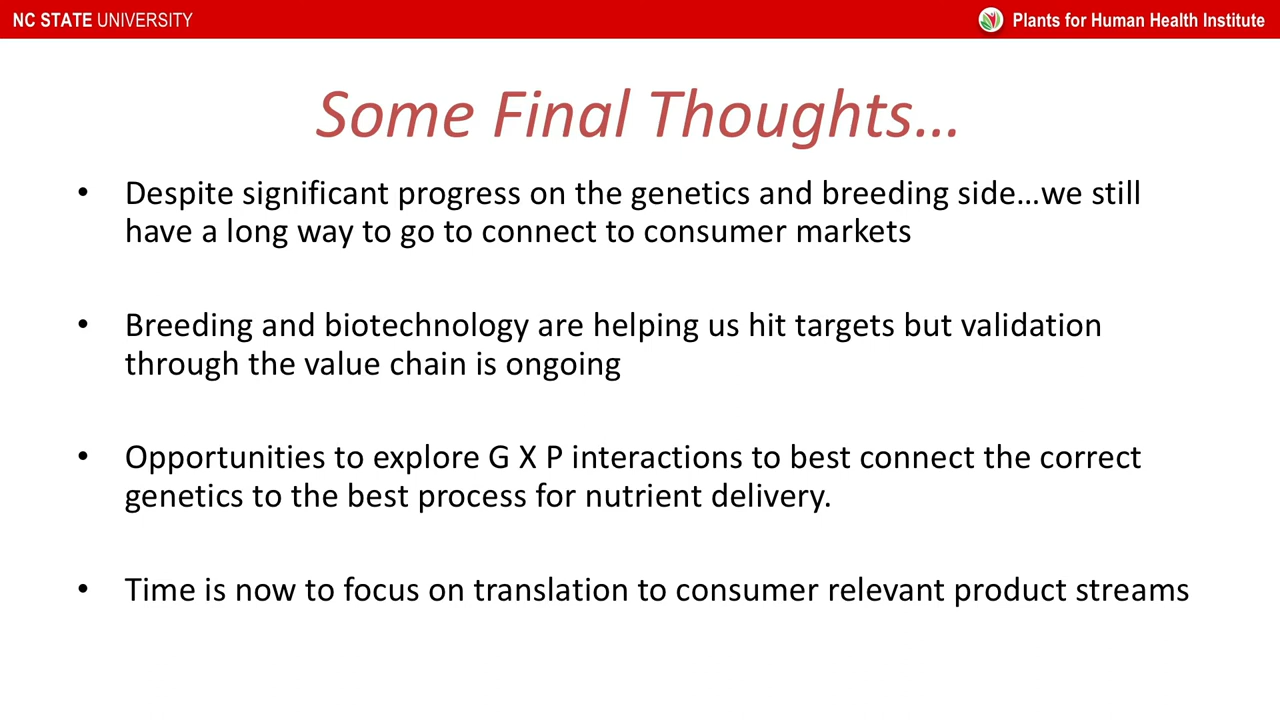 NC STATE UNIVERSITY
Plants for Human Health Institute
Some Final Thoughts...
• Despite significant progress on the genetics and breeding side...we still
have a long way to go to connect to consumer markets
• Breeding and biotechnology are helping us hit targets but validation
through the value chain is ongoing
• Opportunities to explore G X P interactions to best connect the correct
genetics to the best process for nutrient delivery.
• Time is now to focus on translation to consumer relevant product streams